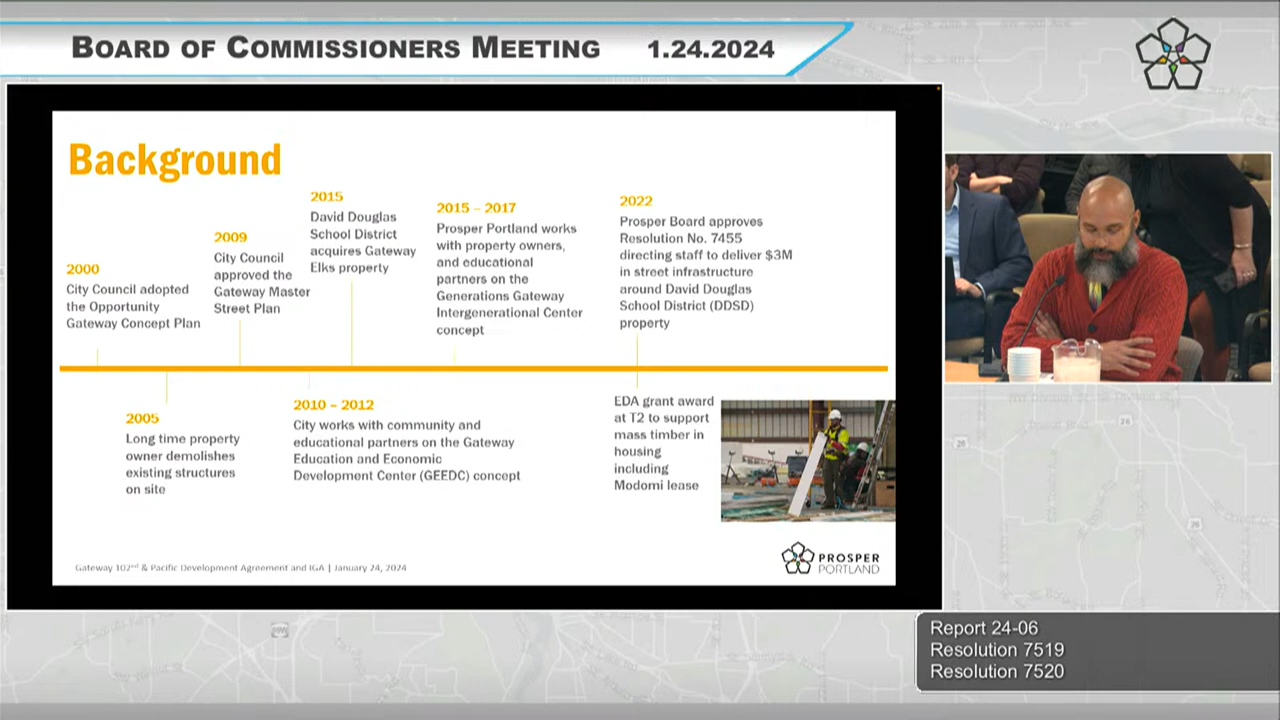 BOARD OF COMMISSIONERS MEETING 1.24.2024
Background
2000
City Council adopted
the Opportunity
Gateway Concept Plan
2009
City Council
approved the
Gateway Master
Street Plan
2015
David Douglas
School District
acquires Gateway
Elks property
2015 – 2017
Prosper Portland works
with property owners,
and educational
partners on the
Generations Gateway
Intergenerational Center
concept
2022
Prosper Board approves
Resolution No. 7455
directing staff to deliver $3M
in street infrastructure
around David Douglas
School District (DDSD)
property
2005
Long time property
owner demolishes
existing structures
on site
2010 – 2012
City works with community and
educational partners on the Gateway
Education and Economic
Development Center (GEEDC) concept
EDA grant award
at T2 to support
mass timber in
housing
including
Modomi lease
Gateway 102nd & Pacific Development Agreement and IGA | January 24, 2024
PROSPER
PORTLAND
Report 24-06
Resolution 7519
Resolution 7520